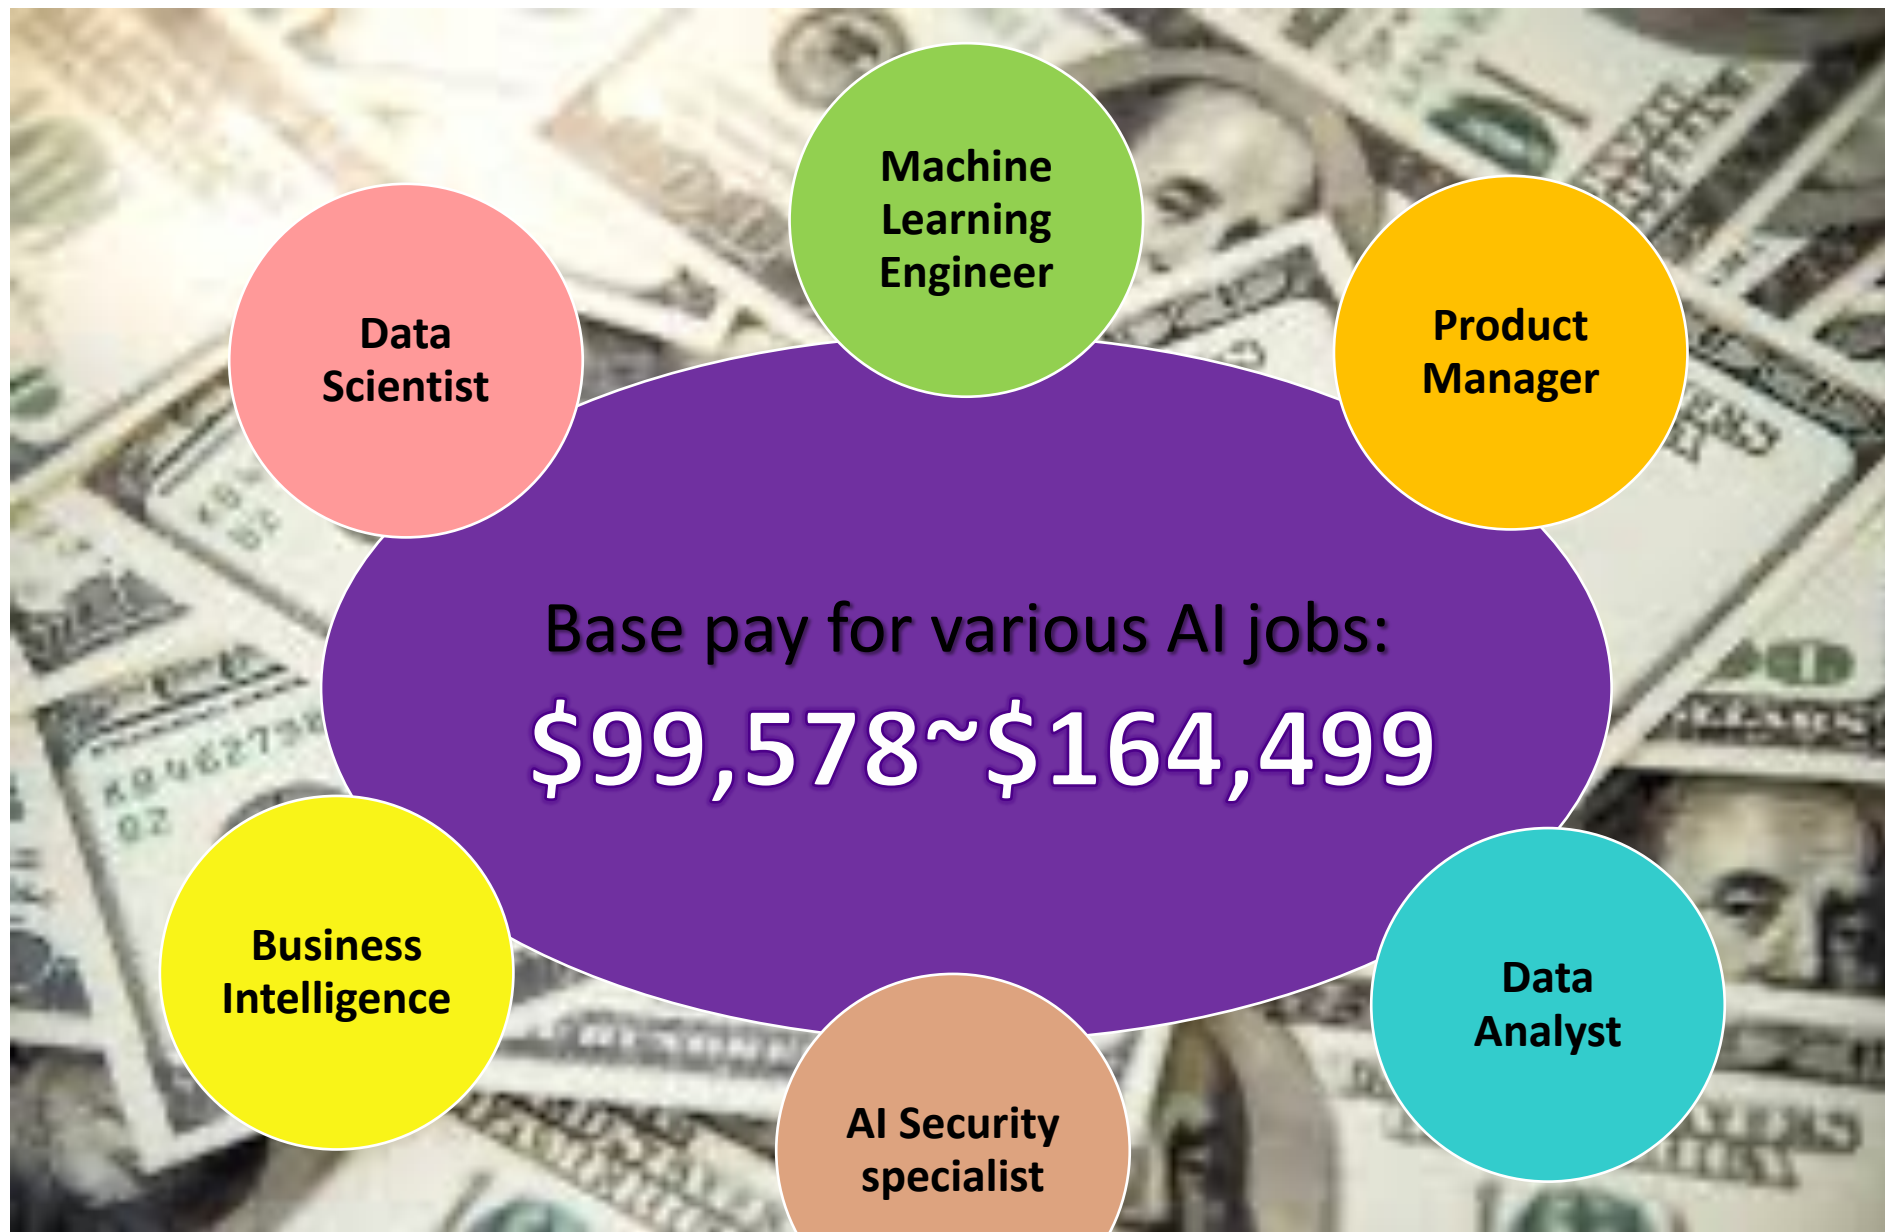 Machine
Learning
Engineer
Data
Scientist
Product
Manager
Base pay for various AI jobs:
$99,578~$164,499
Business
Intelligence
Data
Analyst
AI Security
specialist